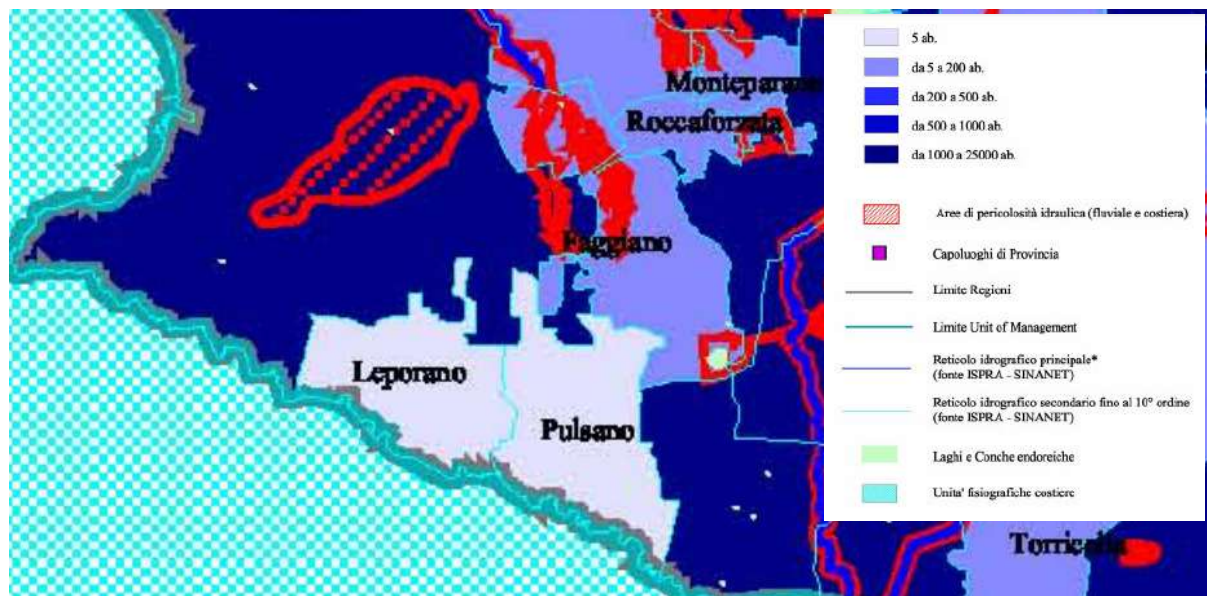 Monteparano
Roccaforzata
Faggiano
Leporano
Pulsano
Torricella
5 ab.
da 5 a 200 ab.
da 200 a 500 ab.
da 500 a 1000 ab.
da 1000 a 25000 ab.
Aree di pericolosità idraulica (fluviale e costiera)
Capoluoghi di Provincia
Limite Regioni
Limite Unit of Management
Reticolo idrografico principale*
(fonte ISPRA - SINANET)
Reticolo idrografico secondario fino al 10° ordine
(fonte ISPRA - SINANET)
Laghi e Conche endoreiche
Unita' fisiografiche costiere